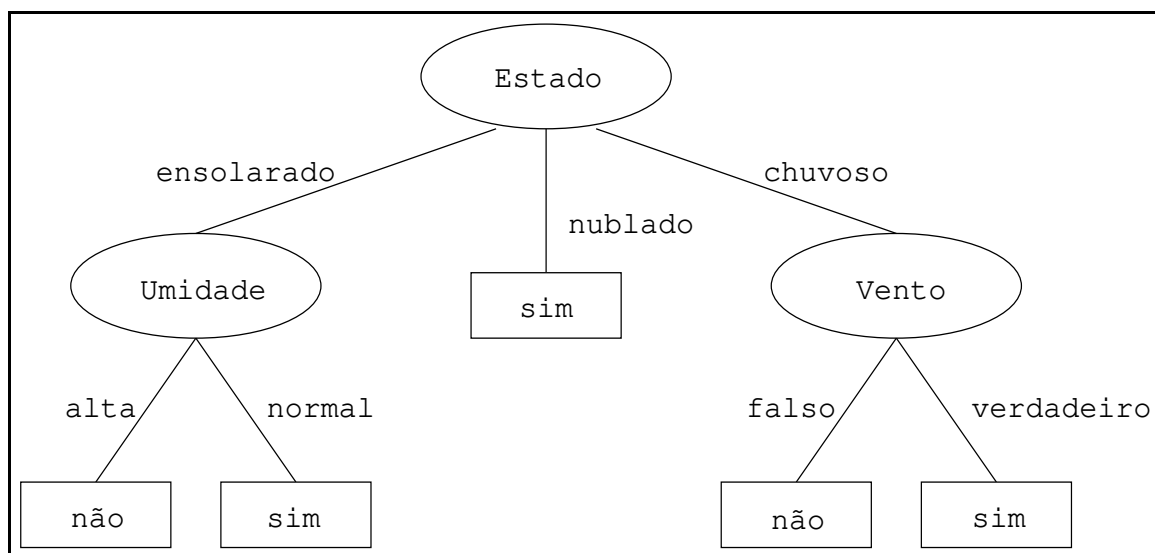 Estado
ensolarado
chuvoso
nublado
Umidade
sim
Vento
alta
normal
falso
verdadeiro
não
sim
não
sim